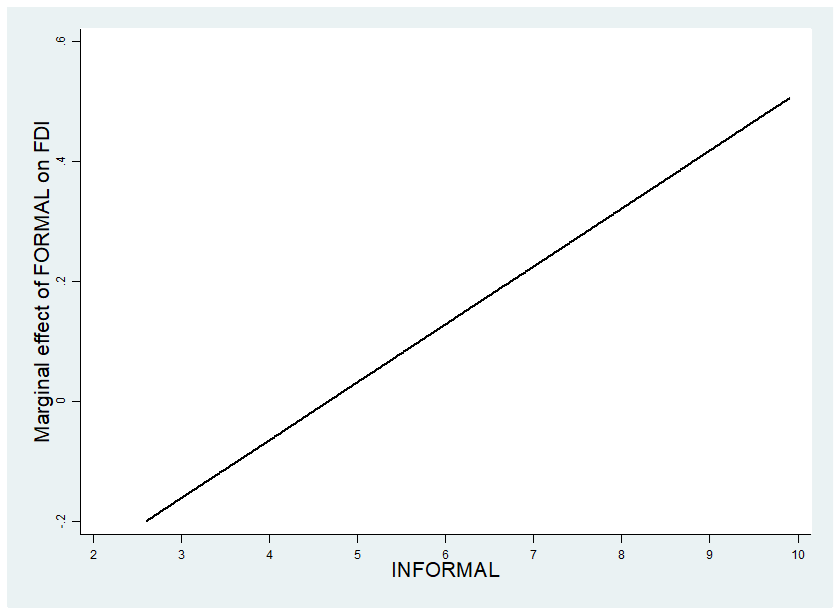 Marginal effect of FORMAL on FDI
.6
.4
.2
0
-.2
2 3 4 5 6 7 8 9 10
INFORMAL